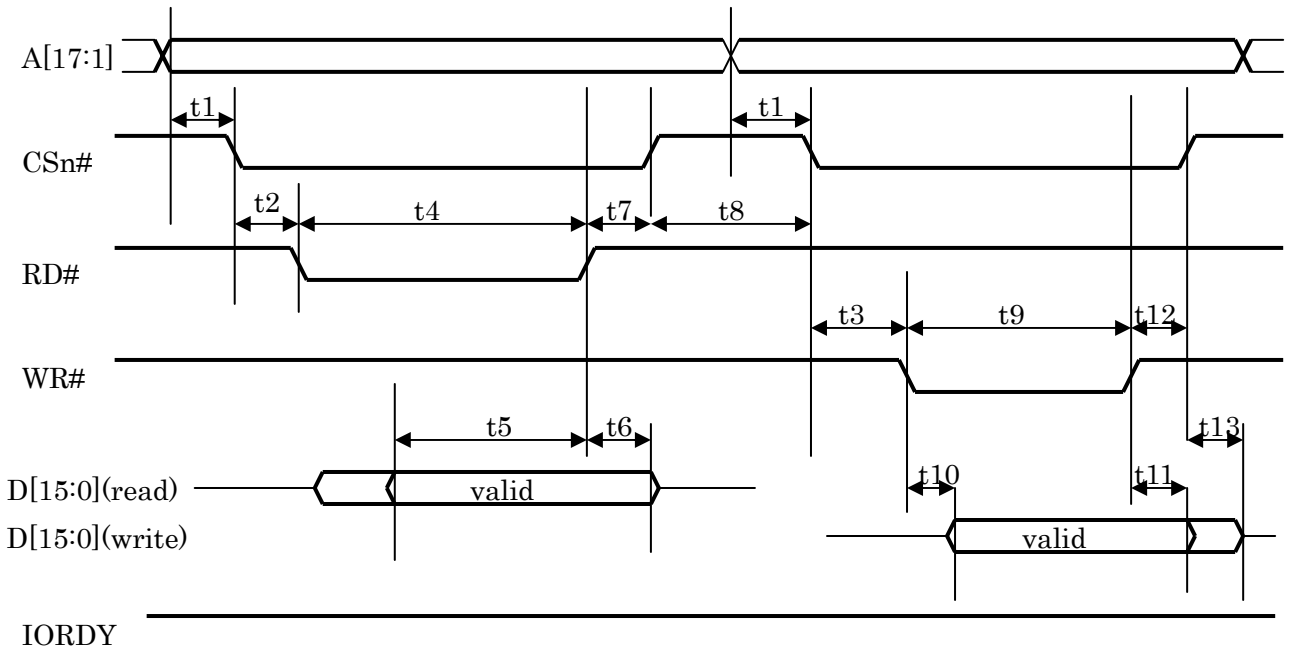 A[17:1]
t1 t1
CSn#
t2 t4 t7 t8
RD#
t3 t9 t12
WR#
t5 t6 t13
D[15:0](read) valid t10 t11
D[15:0](write) valid
IORDY